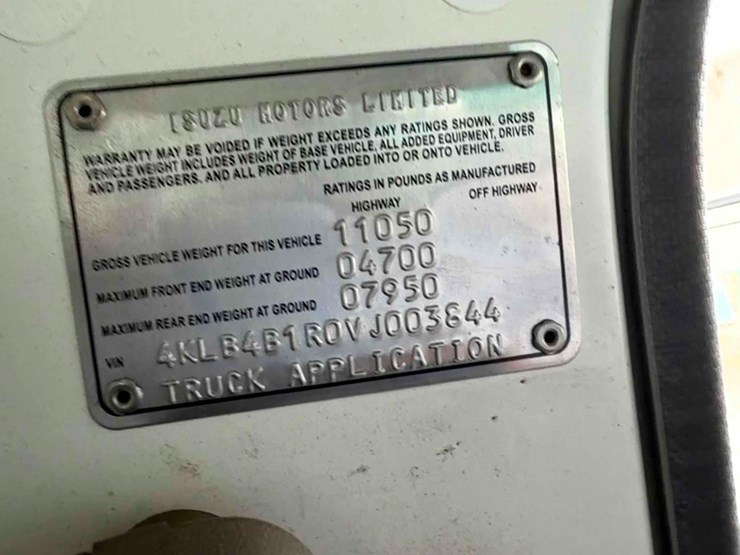 ISUZU MOTORS LIMITED
WARRANTY MAY BE VOIDED IF WEIGHT EXCEEDS ANY RATINGS SHOWN. GROSS
VEHICLE WEIGHT INCLUDES WEIGHT OF BASE VEHICLE, ALL ADDED EQUIPMENT, DRIVER
AND PASSENGERS. AND ALL PROPERTY LOADED INTO OR ONTO VEHICLE.
RATINGS IN POUNDS AS MANUFACTURED
HIGHWAY OFF HIGHWAY
GROSS VEHICLE WEIGHT FOR THIS VEHICLE 11050
MAXIMUM FRONT END WEIGHT AT GROUND 04700
MAXIMUM REAR END WEIGHT AT GROUND 07950
VIN 4KLB4B1R0VJ003844
TRUCK APPLICATION